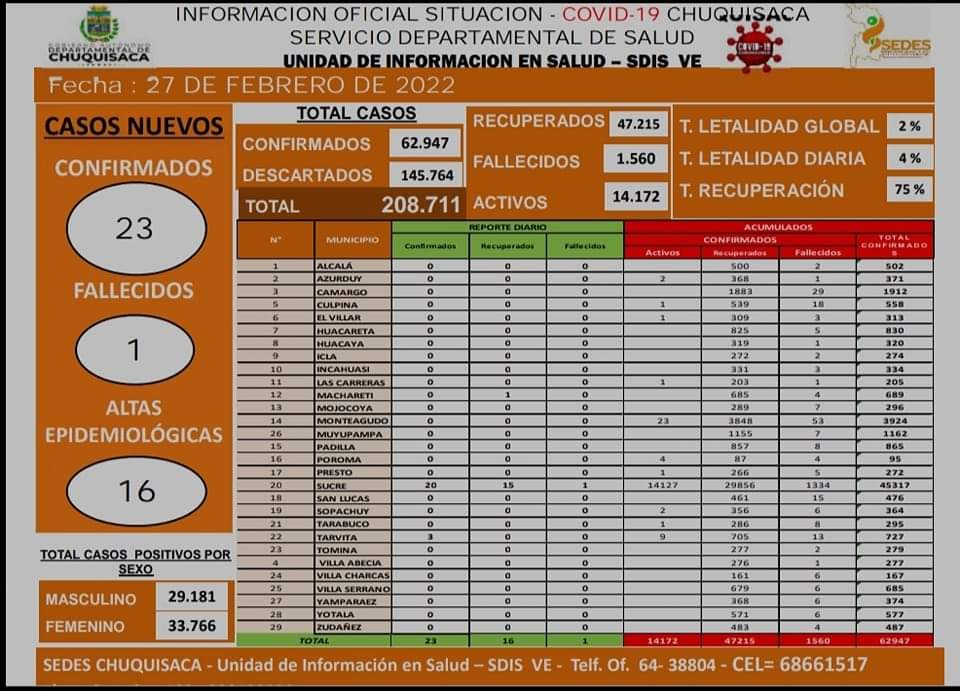 INFORMACION OFICIAL SITUACION - COVID-19 CHUQUISACA
SERVICIO DEPARTAMENTAL DE SALUD
UNIDAD DE INFORMACION EN SALUD – SDIS VE
GOBIERNO AUTÓNOMO
DEPARTAMENTAL DE
CHUQUISACA
COVID-19
SEDES
Fecha : 27 DE FEBRERO DE 2022
CASOS NUEVOS
CONFIRMADOS
23
FALLECIDOS
1
ALTAS
EPIDEMIOLÓGICAS
16
TOTAL CASOS POSITIVOS POR
SEXO
MASCULINO 29.181
FEMENINO 33.766
TOTAL CASOS
CONFIRMADOS 62.947
DESCARTADOS 145.764
TOTAL 208.711
RECUPERADOS 47.215
FALLECIDOS 1.560
ACTIVOS 14.172
T. LETALIDAD GLOBAL 2 %
T. LETALIDAD DIARIA 4 %
T. RECUPERACIÓN 75 %
N° MUNICIPIO REPORTE DIARIO ACUMULADOS
CONFIRMADOS TOTAL CONFIRMADO S
Confirmados Recuperados Fallecidos Activos Recuperados Fallecidos
1 ALCALÁ 0 0 0 500 2 502
2 AZURDUY 0 0 0 2 368 1 371
3 CAMARGO 0 0 0 1883 29 1912
5 CULPINA 0 0 0 1 539 18 558
6 EL VILLAR 0 0 0 1 309 3 313
7 HUACARETA 0 0 0 825 5 830
8 HUACAYA 0 0 0 319 1 320
9 ICLA 0 0 0 272 2 274
10 INCAHUASI 0 0 0 331 3 334
11 LAS CARRERAS 0 0 0 1 203 1 205
12 MACHARETI 0 1 0 685 4 689
13 MOJOCOYA 0 0 0 289 7 296
14 MONTEAGUDO 0 0 0 23 3848 53 3924
26 MUYUPAMPA 0 0 0 1155 7 1162
15 PADILLA 0 0 0 857 8 865
16 POROMA 0 0 0 4 87 4 95
17 PRESTO 0 0 0 1 266 5 272
20 SUCRE 20 15 1 14127 29856 1334 45317
18 SAN LUCAS 0 0 0 461 15 476
19 SOPACHUY 0 0 0 2 356 6 364
21 TARABUCO 0 0 0 1 286 8 295
22 TARVITA 3 0 0 9 705 13 727
23 TOMINA 0 0 0 277 2 279
4 VILLA ABECIA 0 0 0 276 1 277
24 VILLA CHARCAS 0 0 0 161 6 167
25 VILLA SERRANO 0 0 0 679 6 685
27 YAMPARAEZ 0 0 0 368 6 374
28 YOTALA 0 0 0 571 6 577
29 ZUDAÑEZ 0 0 0 483 4 487
TOTAL 23 16 1 14172 47215 1560 62947
SEDES CHUQUISACA - Unidad de Información en Salud – SDIS VE - Telf. Of. 64- 38804 - CEL= 68661517